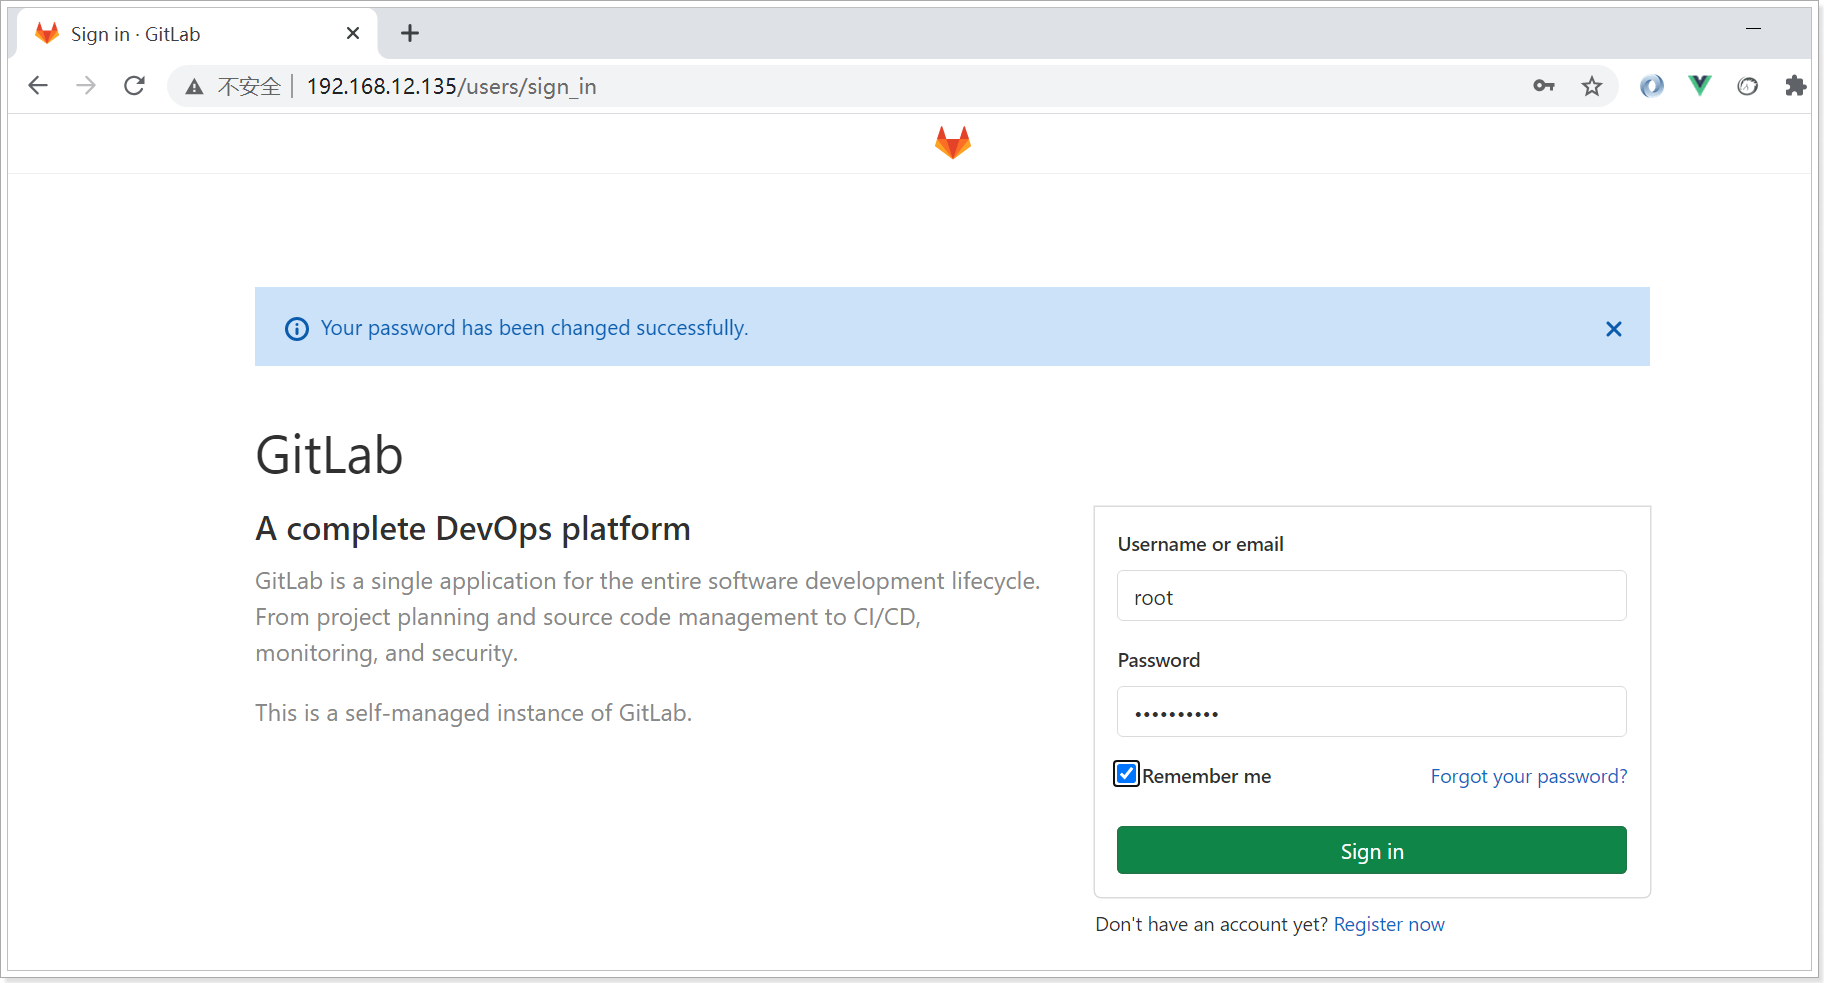 Sign in · GitLab
不安全 | 192.168.12.135/users/sign_in
Your password has been changed successfully.
GitLab
A complete DevOps platform
GitLab is a single application for the entire software development lifecycle.
From project planning and source code management to CI/CD,
monitoring, and security.
This is a self-managed instance of GitLab.
Username or email
root
Password
••••••••••
Remember me
Forgot your password?
Sign in
Don't have an account yet? Register now